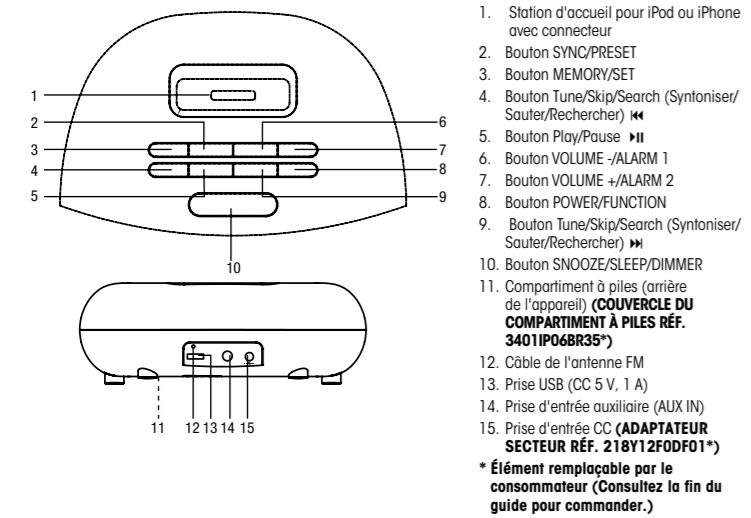 1. Station d'accueil pour iPod ou iPhone
avec connecteur
2. Bouton SYNC/PRESET
3. Bouton MEMORY/SET
4. Bouton Tune/Skip/Search (Syntoniser/
Sauter/Rechercher) ⏮
5. Bouton Play/Pause ⏯
6. Bouton VOLUME -/ALARM 1
7. Bouton VOLUME +/ALARM 2
8. Bouton POWER/FUNCTION
9. Bouton Tune/Skip/Search (Syntoniser/
Sauter/Rechercher) ⏭
10. Bouton SNOOZE/SLEEP/DIMMER
11. Compartiment à piles (arrière
de l'appareil) (COUVERCLE DU
COMPARTIMENT À PILES RÉF.
3401IP06BR35*)
12. Câble de l'antenne FM
13. Prise USB (CC 5 V, 1 A)
14. Prise d'entrée auxiliaire (AUX IN)
15. Prise d'entrée CC (ADAPTATEUR
SECTEUR RÉF. 218Y12F0DF01*)
* Élément remplaçable par le
consommateur (Consultez la fin du
guide pour commander.)
1
2
3
4
5
6
7
8
9
10
11 12 13 14 15